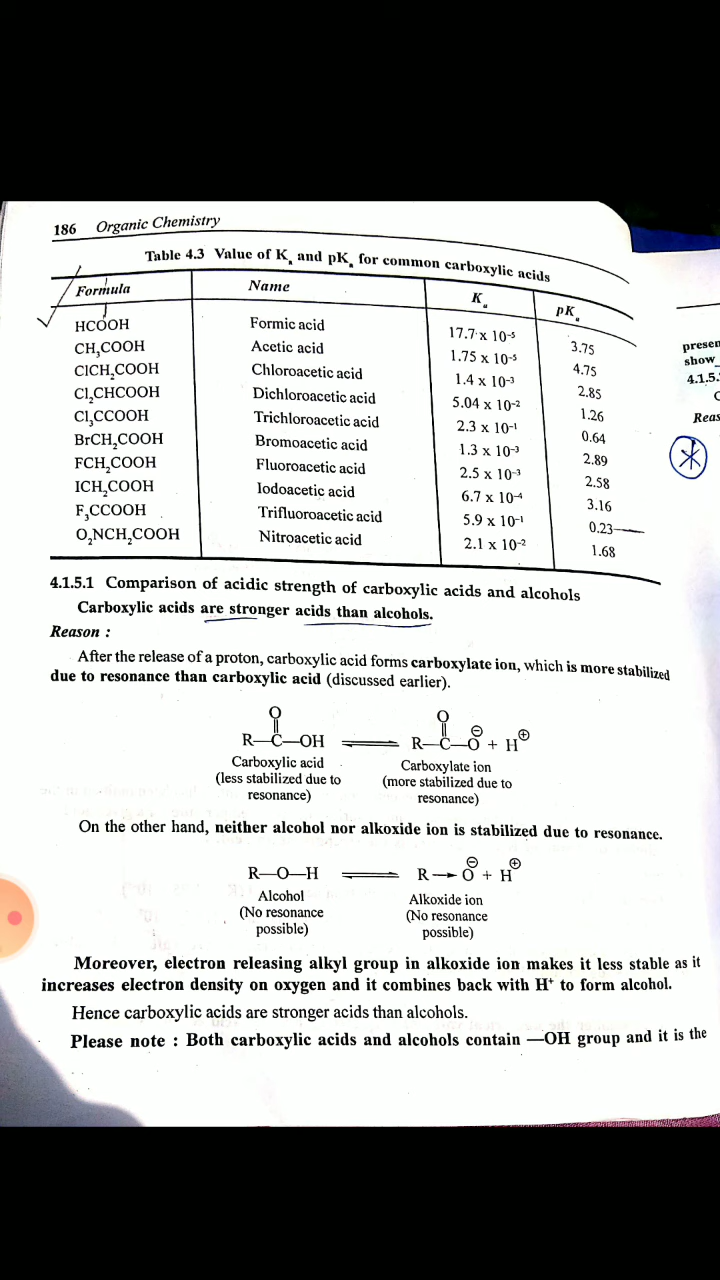 186 Organic Chemistry
Table 4.3 Value of Kₐ and pKₐ for common carboxylic acids
Formula Name Kₐ pKₐ
HCOOH Formic acid 17.7 x 10⁻⁵ 3.75
CH₃COOH Acetic acid 1.75 x 10⁻⁵ 4.75
ClCH₂COOH Chloroacetic acid 1.4 x 10⁻³ 2.85
Cl₂CHCOOH Dichloroacetic acid 5.04 x 10⁻² 1.26
Cl₃CCOOH Trichloroacetic acid 2.3 x 10⁻¹ 0.64
BrCH₂COOH Bromoacetic acid 1.3 x 10⁻³ 2.89
FCH₂COOH Fluoroacetic acid 2.5 x 10⁻³ 2.58
ICH₂COOH Iodoacetic acid 6.7 x 10⁻⁴ 3.16
F₃CCOOH Trifluoroacetic acid 5.9 x 10⁻¹ 0.23
O₂NCH₂COOH Nitroacetic acid 2.1 x 10⁻² 1.68
4.1.5.1 Comparison of acidic strength of carboxylic acids and alcohols
Carboxylic acids are stronger acids than alcohols.
Reason :
After the release of a proton, carboxylic acid forms carboxylate ion, which is more stabilized
due to resonance than carboxylic acid (discussed earlier).
O O
R—C—OH ⇌ R—C—O⊖ + H⊕
Carboxylic acid Carboxylate ion
(less stabilized due to (more stabilized due to
resonance) resonance)
On the other hand, neither alcohol nor alkoxide ion is stabilized due to resonance.
R—O—H ⇌ R→O⊖ + H⊕
Alcohol Alkoxide ion
(No resonance (No resonance
possible) possible)
Moreover, electron releasing alkyl group in alkoxide ion makes it less stable as it
increases electron density on oxygen and it combines back with H⁺ to form alcohol.
Hence carboxylic acids are stronger acids than alcohols.
Please note : Both carboxylic acids and alcohols contain —OH group and it is the
presen
show
4.1.5.
Reas